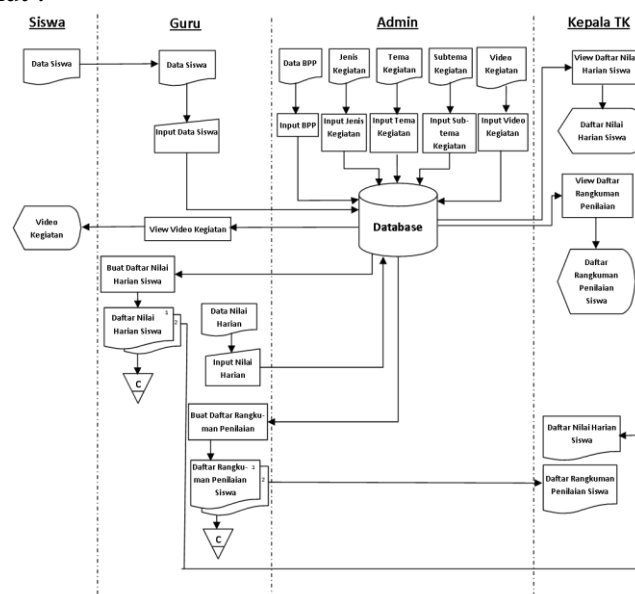 Siswa
Guru
Admin
Kepala TK
Data Siswa
Data Siswa
Input Data Siswa
Data BPP
Jenis
Kegiatan
Tema
Kegiatan
Subtema
Kegiatan
Video
Kegiatan
Input BPP
Input Jenis
Kegiatan
Input Tema
Kegiatan
Input Sub-
tema
Kegiatan
Input Video
Kegiatan
View Daftar Nilai
Harian Siswa
Daftar Nilai
Harian Siswa
View Daftar
Rangkuman
Penilaian
Daftar
Rangkuman
Penilaian
Siswa
Database
Video
Kegiatan
View Video Kegiatan
Buat Daftar Nilai
Harian Siswa
Daftar Nilai
Harian Siswa
1
2
C
Data Nilai
Harian
Input Nilai
Harian
Buat Daftar Rangku-
man Penilaian
Daftar Rangku-
man Penilaian
Siswa
1
2
C
Daftar Nilai Harian
Siswa
Daftar Rangkuman
Penilaian Siswa